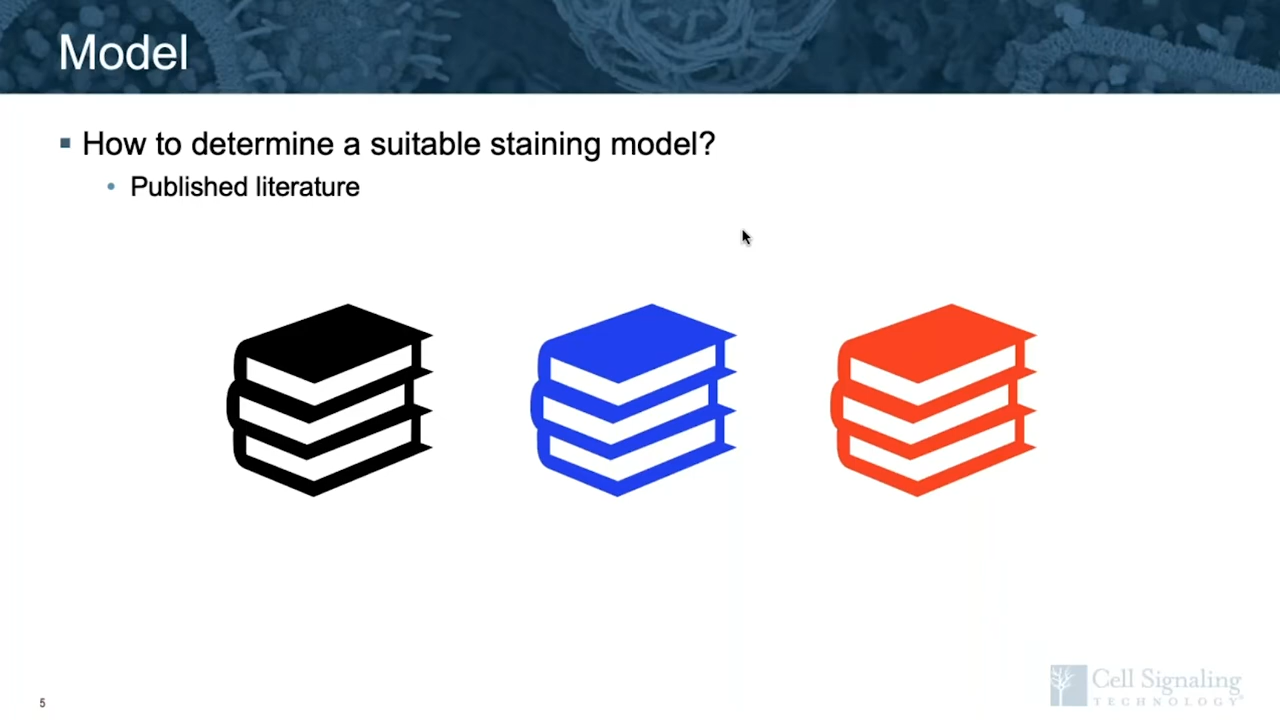 Model
How to determine a suitable staining model?
Published literature
5
Cell Signaling
TECHNOLOGY